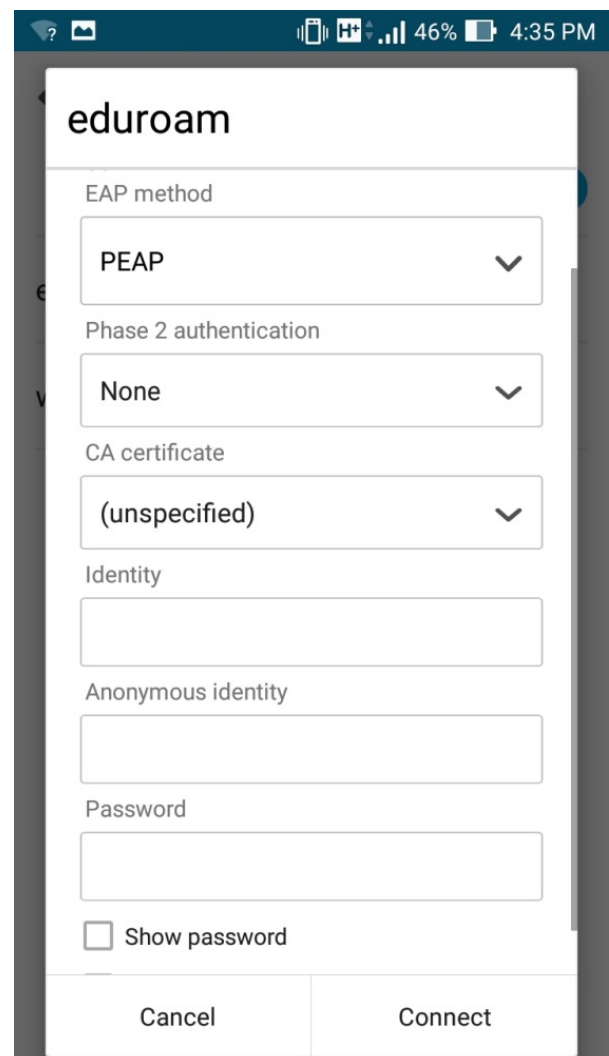 ? H+ 46% 4:35 PM
eduroam
EAP method
PEAP
Phase 2 authentication
None
CA certificate
(unspecified)
Identity
Anonymous identity
Password
Show password
Cancel Connect